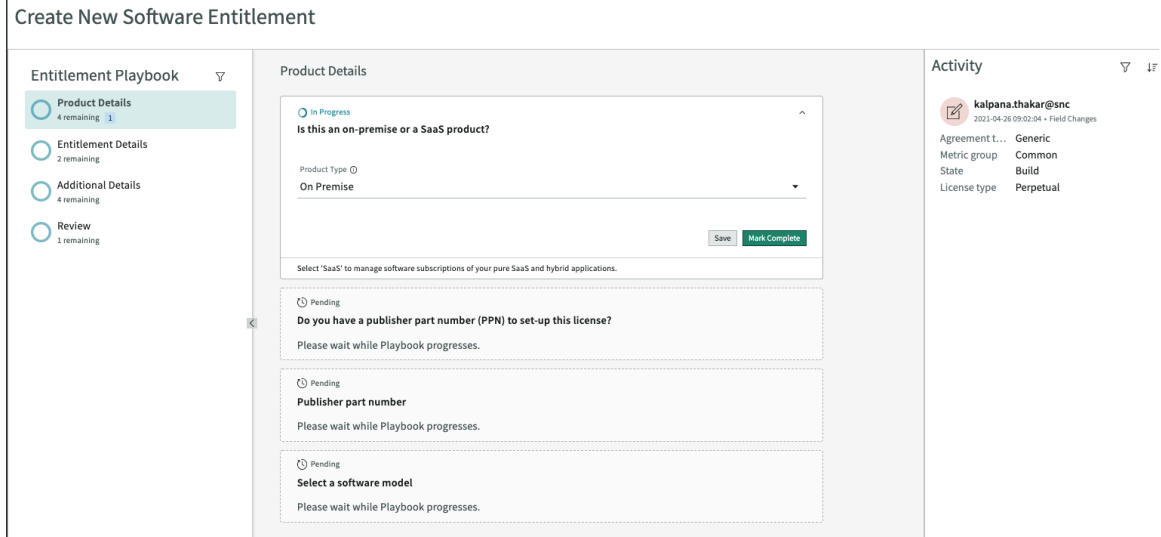 Create New Software Entitlement
Entitlement Playbook
Product Details
4 remaining 1
Entitlement Details
2 remaining
Additional Details
4 remaining
Review
1 remaining
Product Details
In Progress
Is this an on-premise or a SaaS product?
Product Type
On Premise
Save Mark Complete
Select 'SaaS' to manage software subscriptions of your pure SaaS and hybrid applications.
Pending
Do you have a publisher part number (PPN) to set-up this license?
Please wait while Playbook progresses.
Pending
Publisher part number
Please wait while Playbook progresses.
Pending
Select a software model
Please wait while Playbook progresses.
Activity
kalpana.thakar@snc
2021-04-26 09:02:04 • Field Changes
Agreement t... Generic
Metric group Common
State Build
License type Perpetual